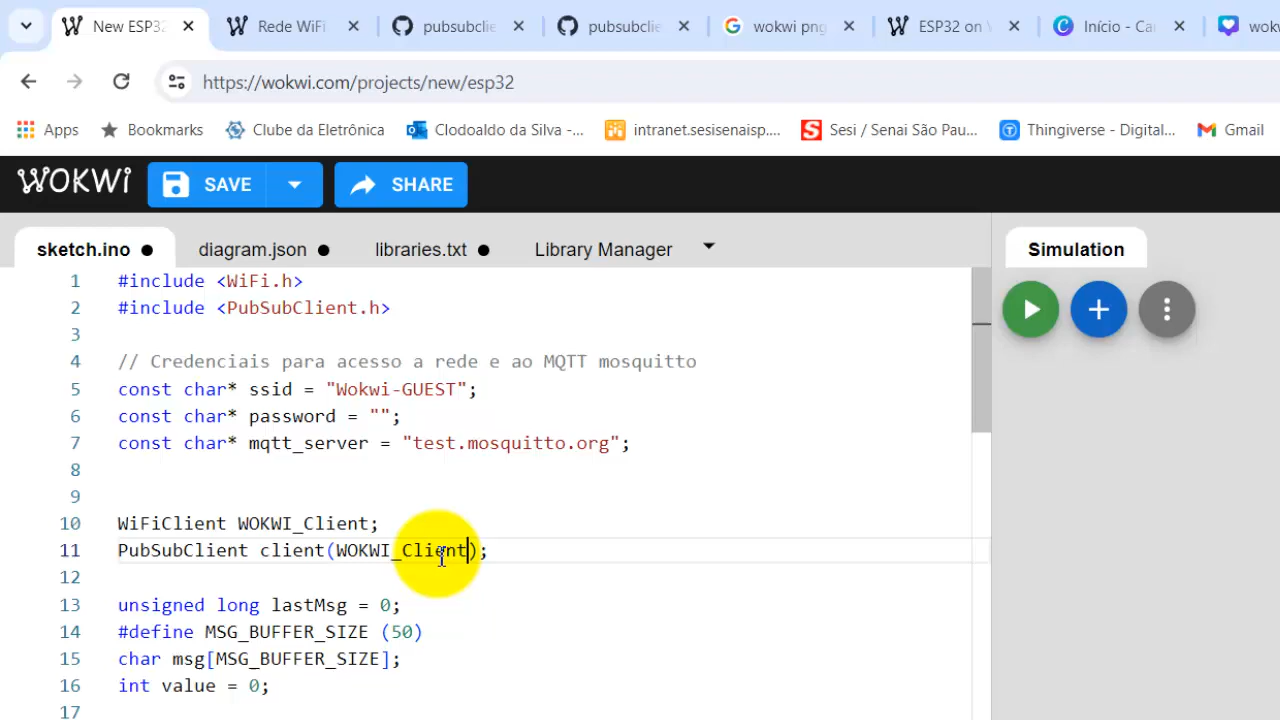 New ESP32
Rede WiFi
pubsubclie
pubsubclie
wokwi png
ESP32 on
Início - Ca
wok
https://wokwi.com/projects/new/esp32
Apps
Bookmarks
Clube da Eletrônica
Clodoaldo da Silva -...
intranet.sesisenaisp....
Sesi / Senai São Pau...
Thingiverse - Digital...
Gmail
WOKWi
SAVE
SHARE
sketch.ino
diagram.json
libraries.txt
Library Manager
Simulation
1 #include <WiFi.h>
2 #include <PubSubClient.h>
3
4 // Credenciais para acesso a rede e ao MQTT mosquitto
5 const char* ssid = "Wokwi-GUEST";
6 const char* password = "";
7 const char* mqtt_server = "test.mosquitto.org";
8
9
10 WiFiClient WOKWI_Client;
11 PubSubClient client(WOKWI_Client);
12
13 unsigned long lastMsg = 0;
14 #define MSG_BUFFER_SIZE (50)
15 char msg[MSG_BUFFER_SIZE];
16 int value = 0;
17